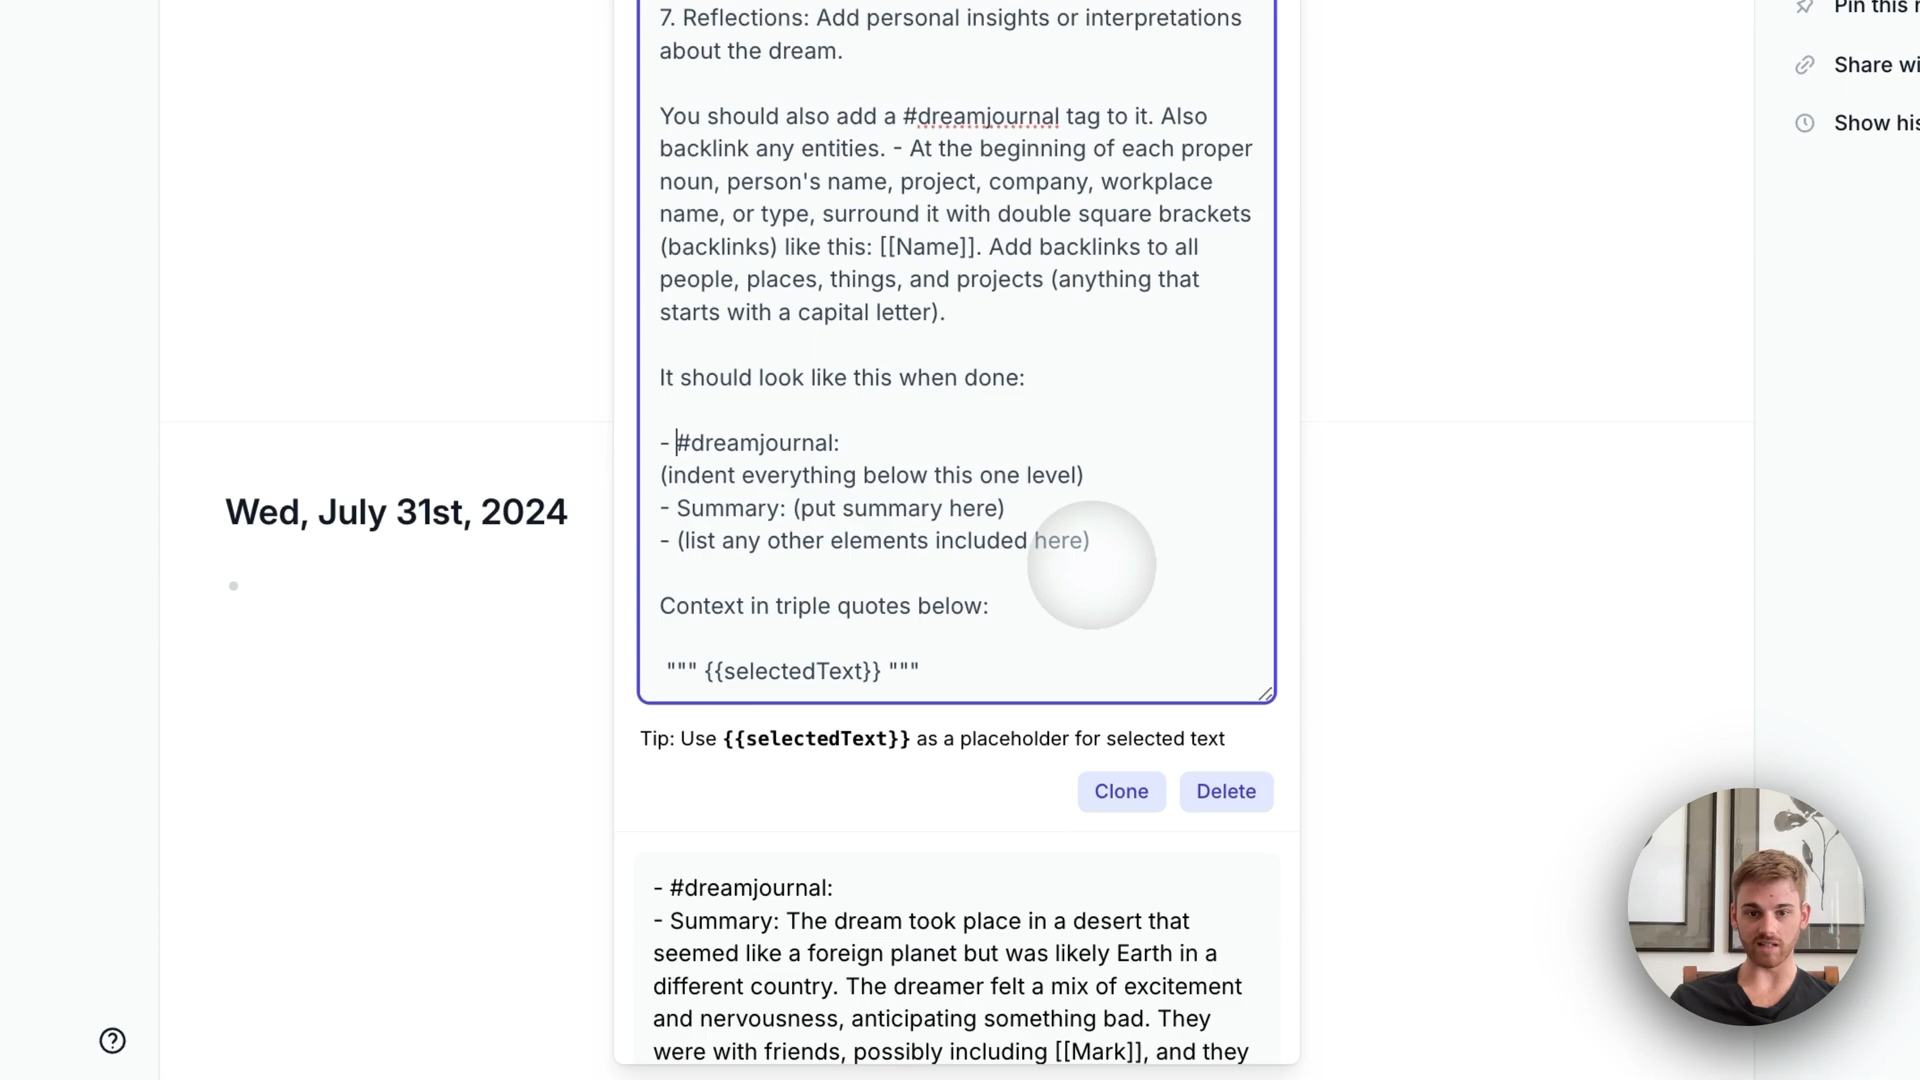 7. Reflections: Add personal insights or interpretations
about the dream.
You should also add a #dreamjournal tag to it. Also
backlink any entities. - At the beginning of each proper
noun, person's name, project, company, workplace
name, or type, surround it with double square brackets
(backlinks) like this: [[Name]]. Add backlinks to all
people, places, things, and projects (anything that
starts with a capital letter).
It should look like this when done:
- #dreamjournal:
(indent everything below this one level)
- Summary: (put summary here)
- (list any other elements included here)
Context in triple quotes below:
""" {{selectedText}} """
Tip: Use {{selectedText}} as a placeholder for selected text
Clone
Delete
- #dreamjournal:
- Summary: The dream took place in a desert that
seemed like a foreign planet but was likely Earth in a
different country. The dreamer felt a mix of excitement
and nervousness, anticipating something bad. They
were with friends, possibly including [[Mark]], and they
Wed, July 31st, 2024
Pin this
Share wi
Show his